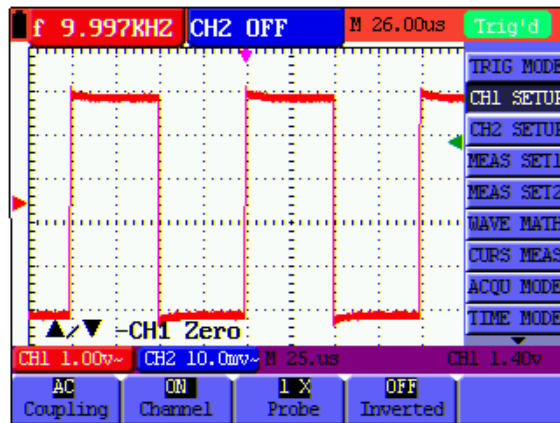 f 9.997KHZ CH2 OFF M 26.00us Trig'd
TRIG MODE
CH1 SETUP
CH2 SETUP
MEAS SET1
MEAS SET2
WAVE MATH
CURS MEAS
ACQU MODE
TIME MODE
▲/▼ -CH1 Zero
CH1 1.00v~ CH2 10.0mv~ M 25.us CH1 1.40v
AC ON 1 X OFF
Coupling Channel Probe Inverted